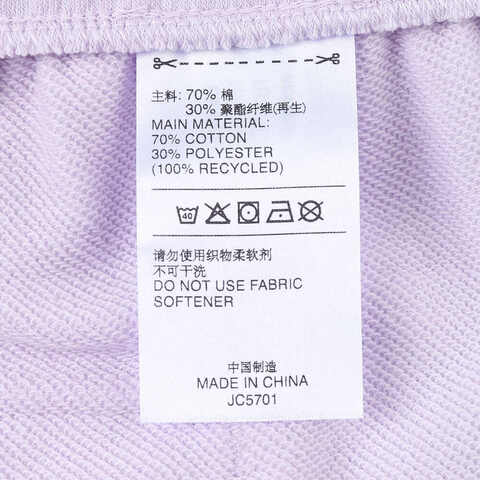 主料: 70% 棉
30% 聚酯纤维(再生)
MAIN MATERIAL:
70% COTTON
30% POLYESTER
(100% RECYCLED)
40
请勿使用织物柔软剂
不可干洗
DO NOT USE FABRIC
SOFTENER
中国制造
MADE IN CHINA
JC5701